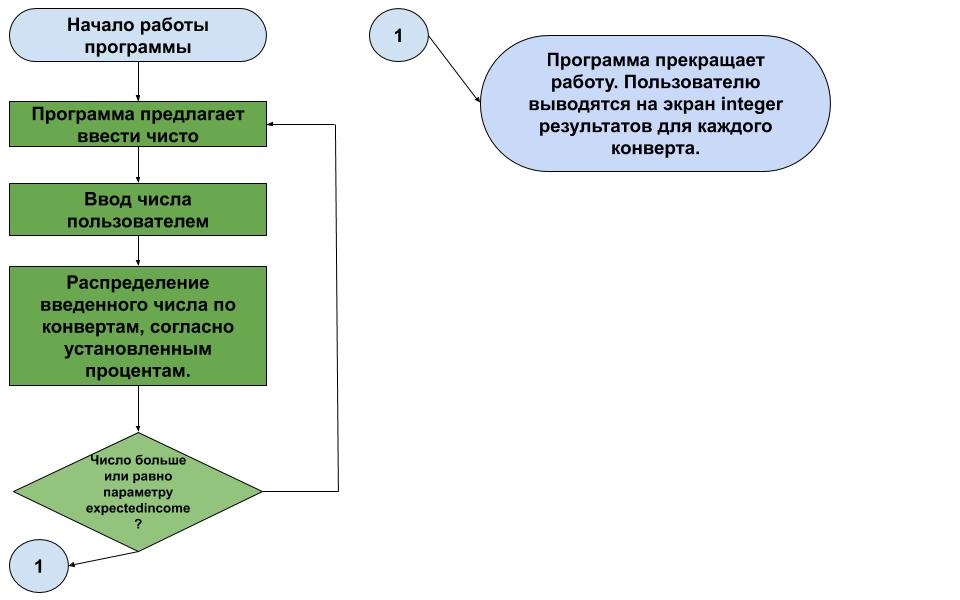 Начало работы
программы
Программа предлагает
ввести чисто
Ввод числа
пользователем
Распределение
введенного числа по
конвертам, согласно
установленным
процентам.
Число больше
или равно
параметру
expectedincome
?
1
1
Программа прекращает
работу. Пользователю
выводятся на экран integer
результатов для каждого
конверта.